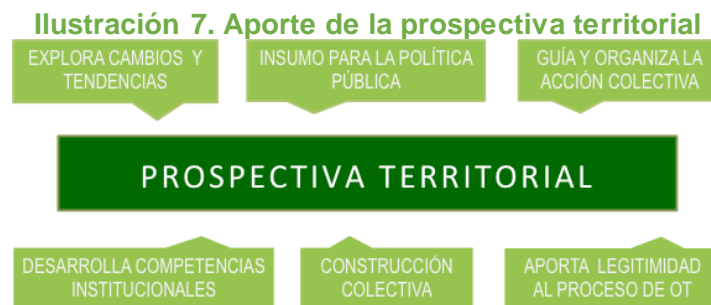 Ilustración 7. Aporte de la prospectiva territorial
EXPLORA CAMBIOS Y
TENDENCIAS
INSUMO PARA LA POLÍTICA
PÚBLICA
GUÍA Y ORGANIZA LA
ACCIÓN COLECTIVA
PROSPECTIVA TERRITORIAL
DESARROLLA COMPETENCIAS
INSTITUCIONALES
CONSTRUCCIÓN
COLECTIVA
APORTA LEGITIMIDAD
AL PROCESO DE OT